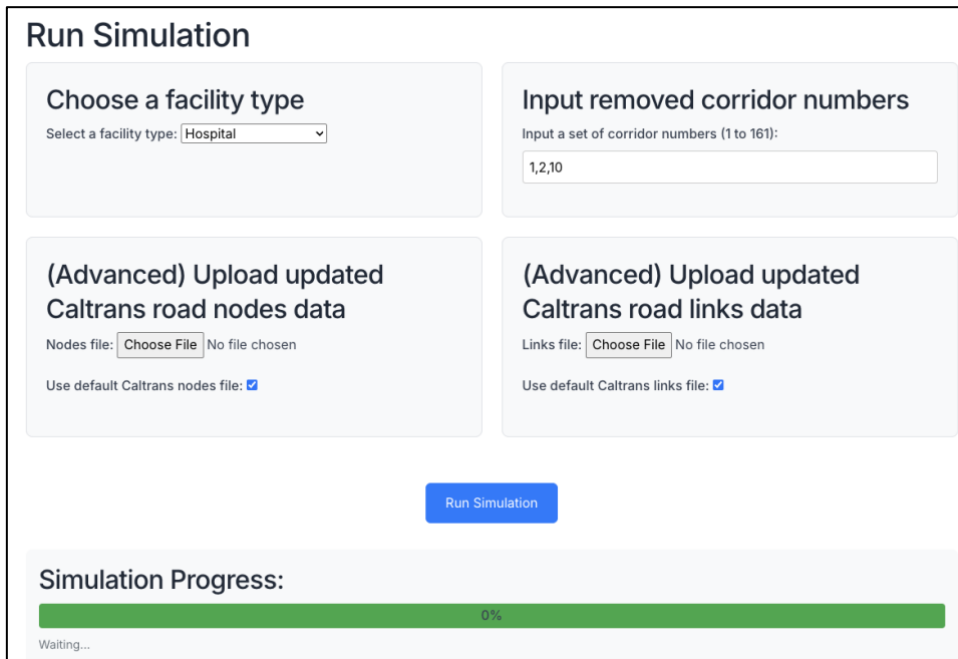 Run Simulation
Choose a facility type
Select a facility type: Hospital
Input removed corridor numbers
Input a set of corridor numbers (1 to 161):
1,2,10
(Advanced) Upload updated
Caltrans road nodes data
Nodes file: Choose File No file chosen
Use default Caltrans nodes file:
(Advanced) Upload updated
Caltrans road links data
Links file: Choose File No file chosen
Use default Caltrans links file:
Run Simulation
Simulation Progress:
0%
Waiting...